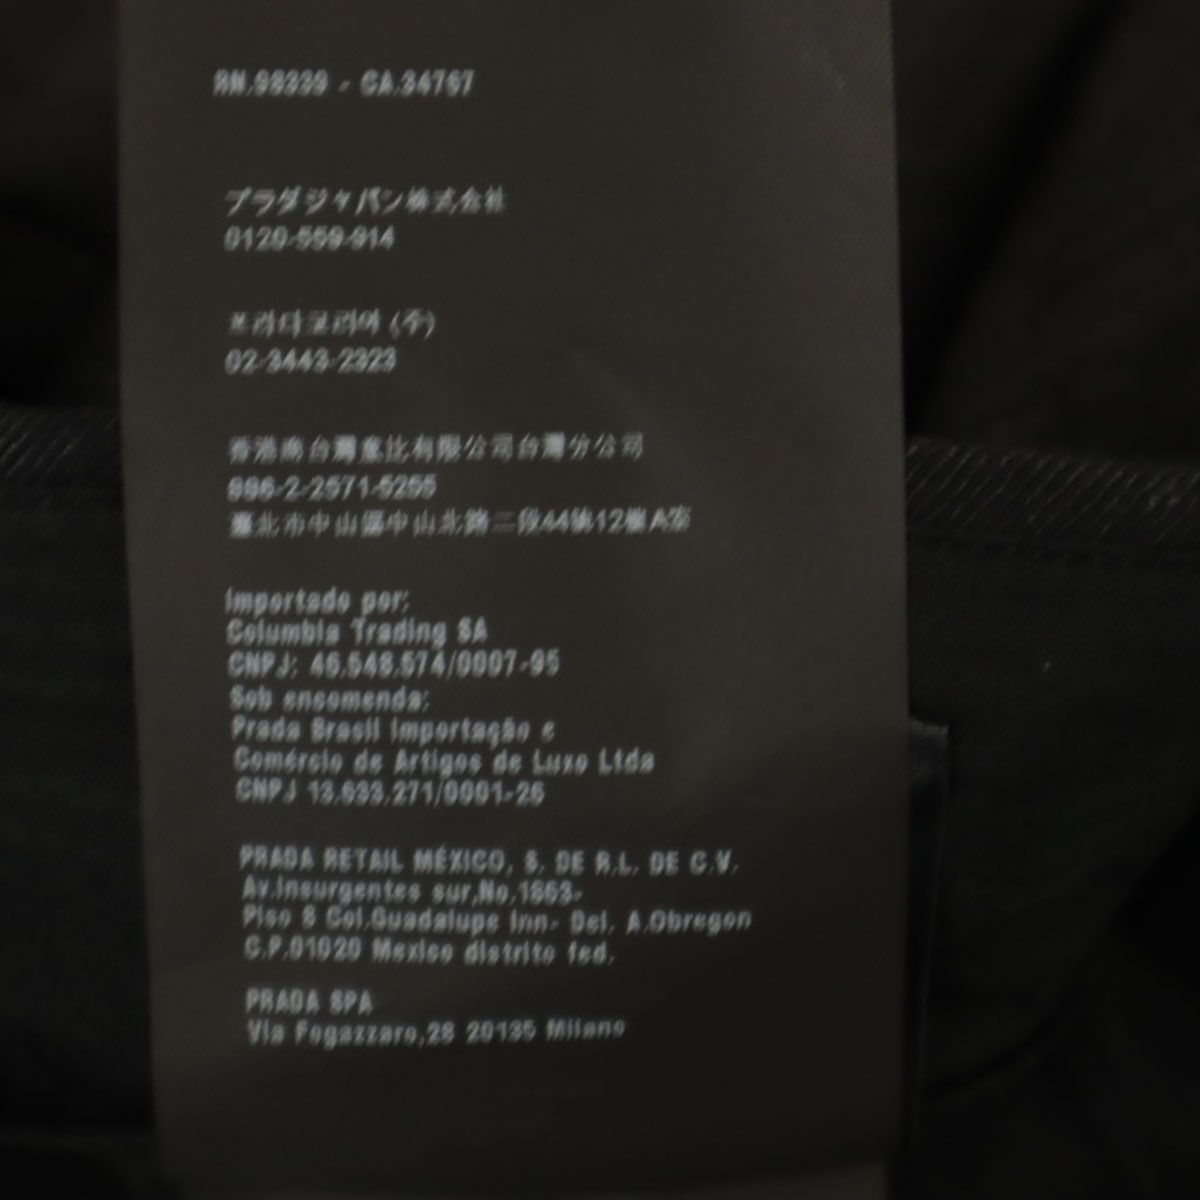 RN.98339 - CA.34767
プラダジャパン株式会社
0120-559-914
프라다코리아 (주)
02-3443-2323
香港商台灣惠比有限公司台灣分公司
886-2-2571-5255
臺北市中山區中山北路二段44號12樓A室
Importado por:
Columbia Trading SA
CNPJ: 46.548.574/0007-95
Sob encomenda:
Prada Brasil Importação e
Comércio de Artigos de Luxo Ltda
CNPJ 13.633.271/0001-26
PRADA RETAIL MÉXICO, S. DE R.L. DE C.V.
Av.Insurgentes sur,No.1863-
Piso 8 Col.Guadalupe Inn- Del. A.Obregon
C.P.01020 Mexico distrito fed.
PRADA SPA
Via Fogazzaro,28 20135 Milano